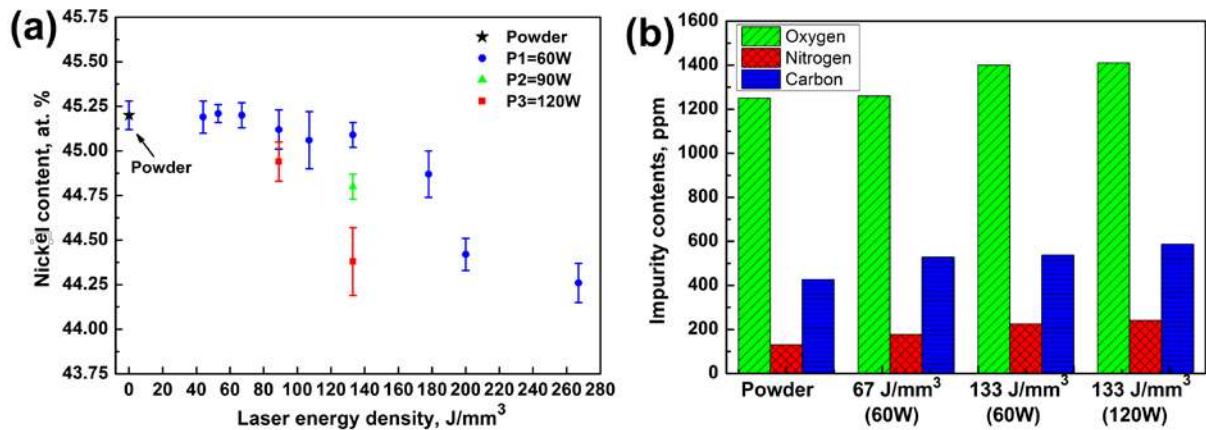 (a)
Nickel content, at. %
45.75
45.50
45.25
45.00
44.75
44.50
44.25
44.00
43.75
Powder
P1=60W
P2=90W
P3=120W
Powder
0 20 40 60 80 100 120 140 160 180 200 220 240 260 280
Laser energy density, J/mm³
(b)
Impurity contents, ppm
1600
1400
1200
1000
800
600
400
200
0
Oxygen
Nitrogen
Carbon
Powder 67 J/mm³ 133 J/mm³ 133 J/mm³
(60W) (60W) (120W)